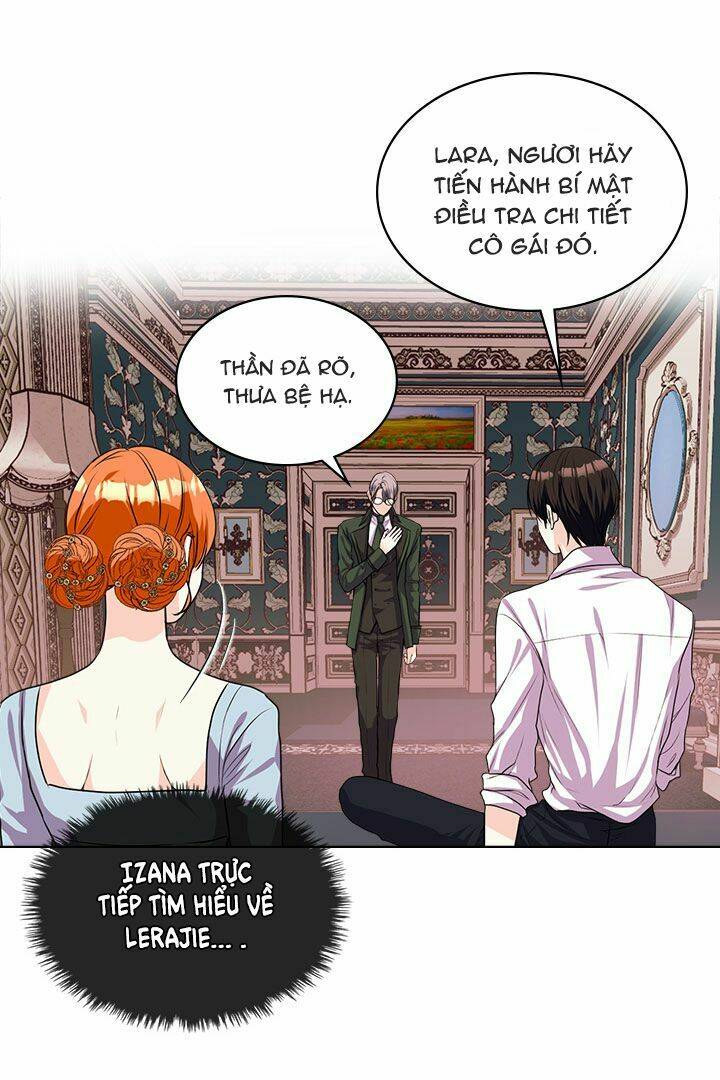 LARA, NGƯƠI HÃY
TIẾN HÀNH BÍ MẬT
ĐIỀU TRA CHI TIẾT
CÔ GÁI ĐÓ.
THẦN ĐÃ RÕ,
THƯA BỆ HẠ.
IZANA TRỰC
TIẾP TÌM HIỂU VỀ
LERAJIE... .